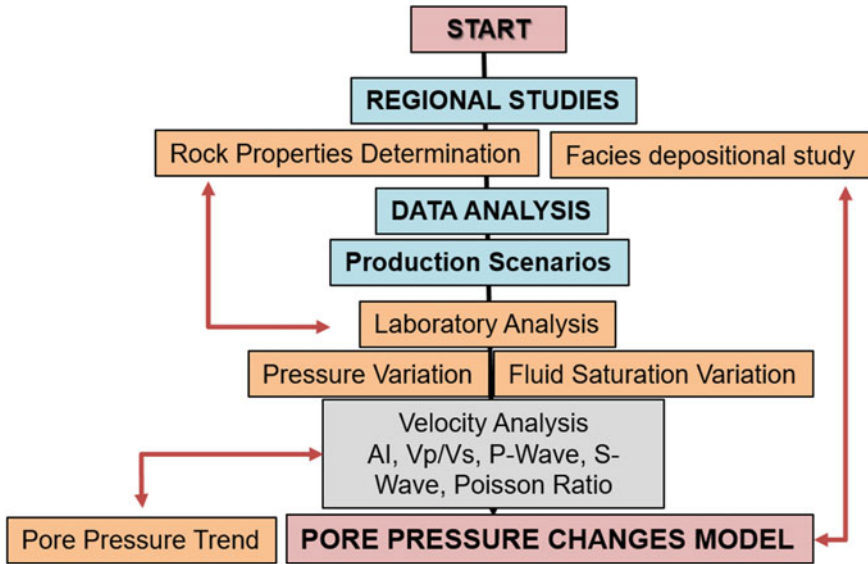 START
REGIONAL STUDIES
Rock Properties Determination
Facies depositional study
DATA ANALYSIS
Production Scenarios
Laboratory Analysis
Pressure Variation
Fluid Saturation Variation
Velocity Analysis
AI, Vp/Vs, P-Wave, S-
Wave, Poisson Ratio
Pore Pressure Trend
PORE PRESSURE CHANGES MODEL